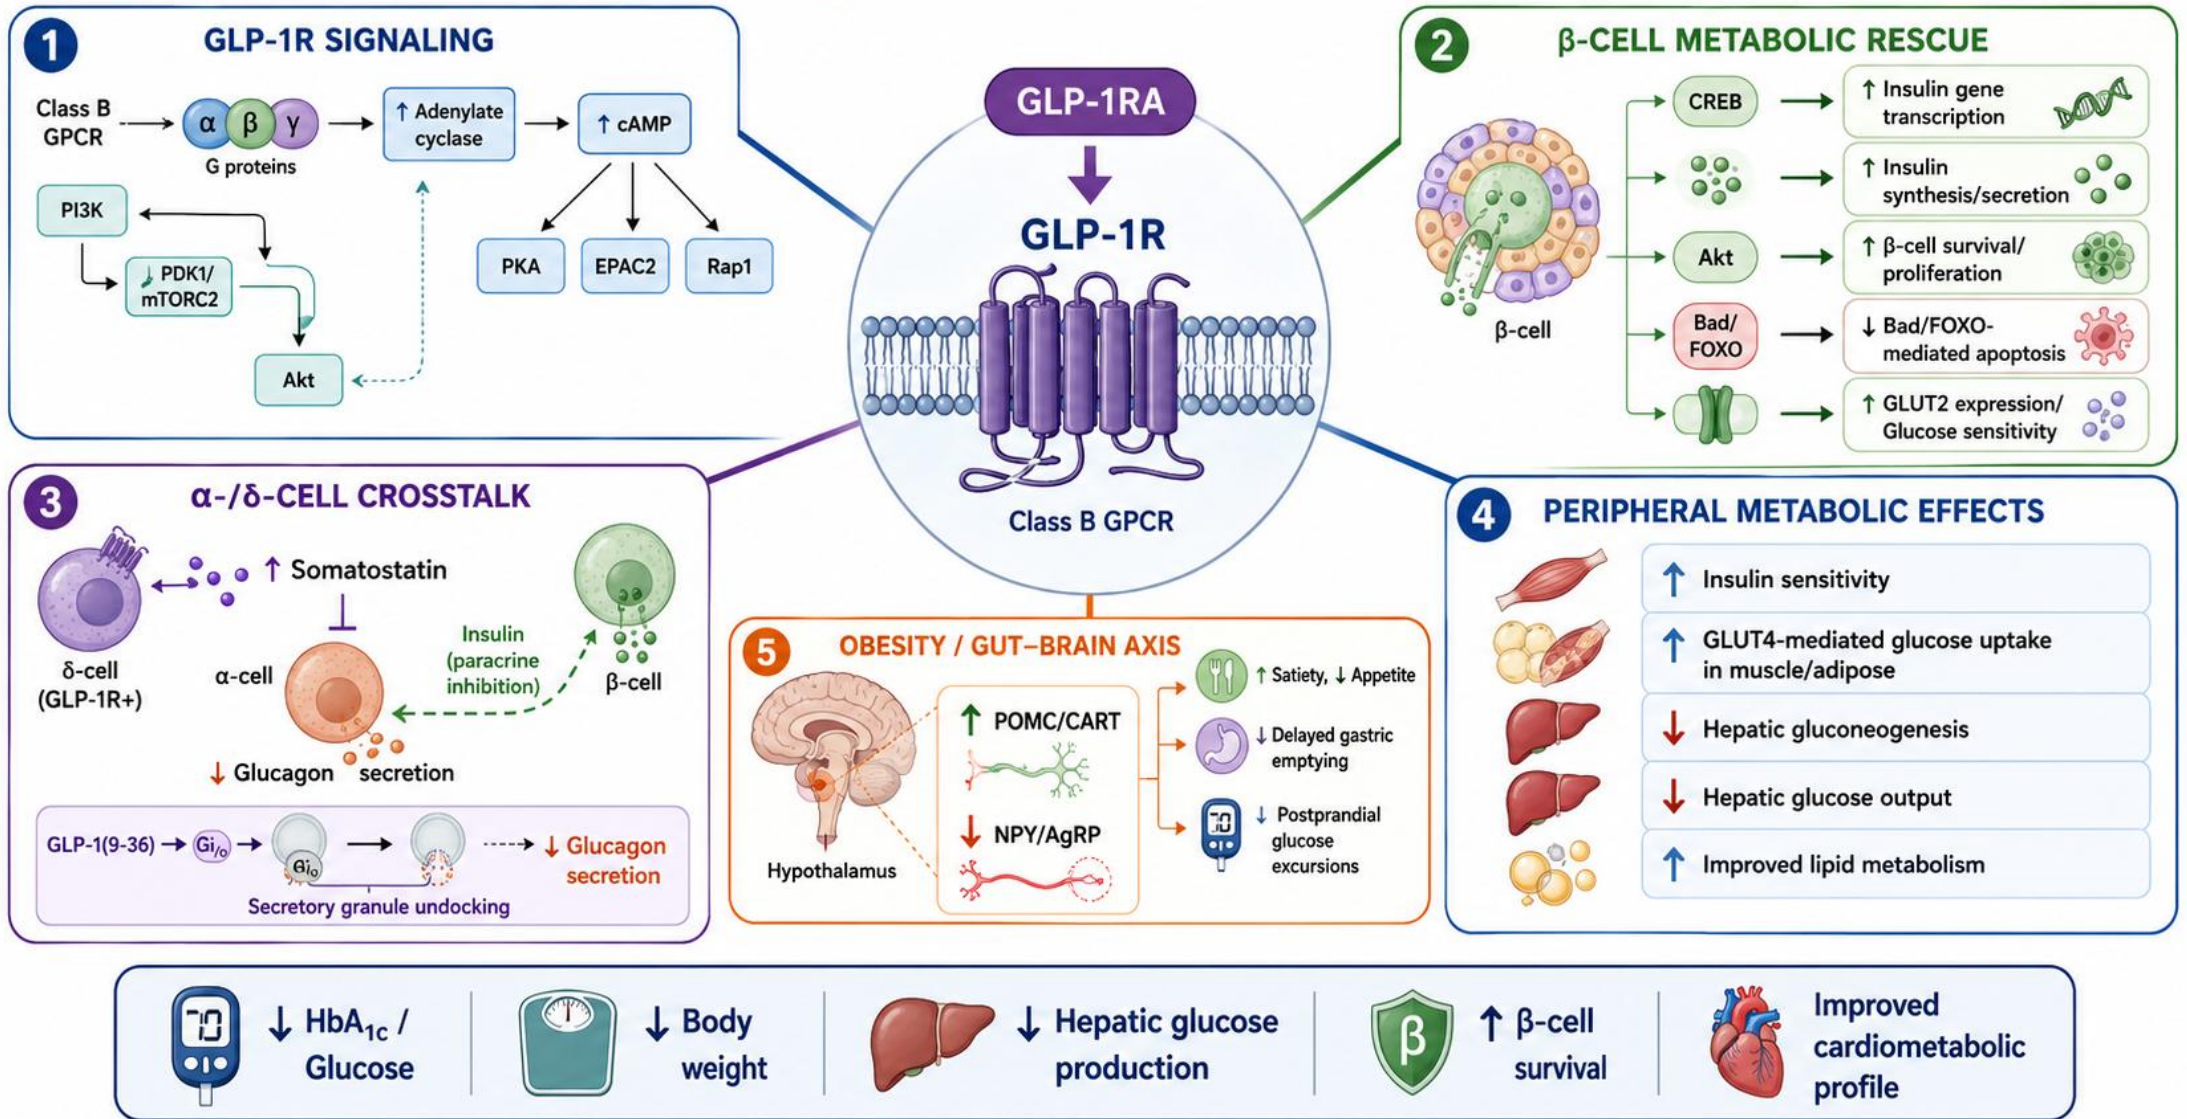 1
GLP-1R SIGNALING
Class B
GPCR
α β γ
G proteins
↑ Adenylate
cyclase
↑ cAMP
PKA
EPAC2
Rap1
PI3K
PDK1/
mTORC2
Akt
GLP-1RA
GLP-1R
Class B GPCR
2
β-CELL METABOLIC RESCUE
β-cell
CREB
↑ Insulin gene
transcription
↑ Insulin
synthesis/secretion
Akt
↑ β-cell survival/
proliferation
Bad/
FOXO
↓ Bad/FOXO-
mediated apoptosis
↑ GLUT2 expression/
Glucose sensitivity
3
α-/δ-CELL CROSSTALK
δ-cell
(GLP-1R+)
↑ Somatostatin
α-cell
Insulin
(paracrine
inhibition)
β-cell
↓ Glucagon secretion
GLP-1(9-36)
Gi/o
Gi/o
↓ Glucagon
secretion
Secretory granule undocking
4
PERIPHERAL METABOLIC EFFECTS
↑ Insulin sensitivity
↑ GLUT4-mediated glucose uptake
in muscle/adipose
↓ Hepatic gluconeogenesis
↓ Hepatic glucose output
↑ Improved lipid metabolism
5
OBESITY / GUT–BRAIN AXIS
Hypothalamus
↑ POMC/CART
↓ NPY/AgRP
↑ Satiety, ↓ Appetite
↓ Delayed gastric
emptying
↓ Postprandial
glucose
excursions
↓ HbA1c /
Glucose
↓ Body
weight
↓ Hepatic glucose
production
β
↑ β-cell
survival
Improved
cardiometabolic
profile